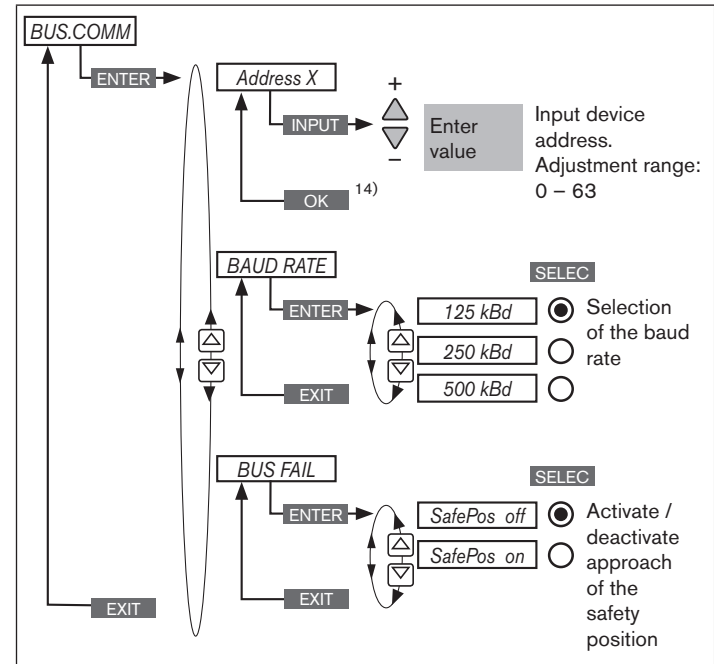 BUS.COMM
ENTER
Address X
INPUT
+
–
Enter
value
Input device
address.
Adjustment range:
0 – 63
OK 14)
BAUD RATE
SELEC
ENTER
125 kBd
250 kBd
500 kBd
Selection
of the baud
rate
EXIT
BUS FAIL
SELEC
ENTER
SafePos off
SafePos on
Activate /
deactivate
approach
of the
safety
position
EXIT
EXIT